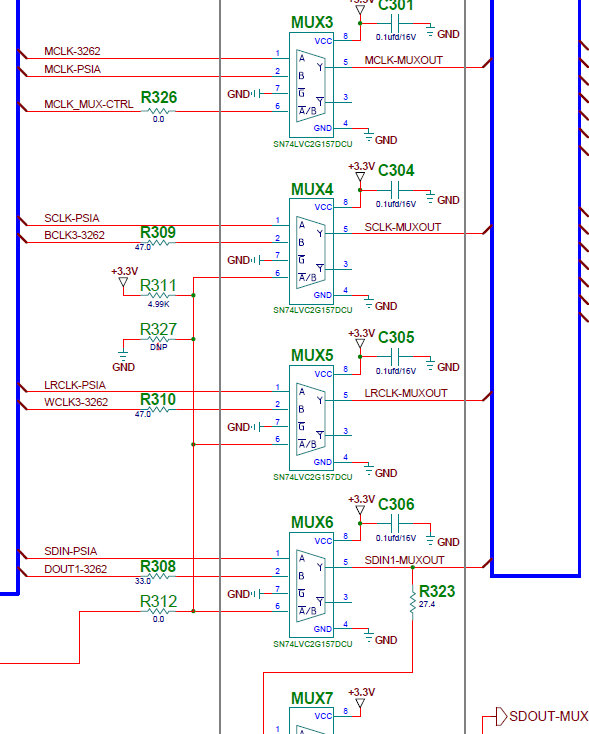 +3.3V
C301
MUX3
VCC 8
0.1ufd/16V
GND
MCLK-3262
1 A
Y 5
MCLK-MUXOUT
MCLK-PSIA
2 B
R326
GND 7 G
Y 3
MCLK_MUX-CTRL
6 A/B
0.0
GND 4
GND
SN74LVC2G157DCU
+3.3V
C304
MUX4
VCC 8
0.1ufd/16V
GND
SCLK-PSIA
1 A
Y 5
SCLK-MUXOUT
BCLK3-3262
R309
2 B
47.0
GND 7 G
Y 3
+3.3V
6 A/B
R311
4.99K
GND 4
GND
SN74LVC2G157DCU
R327
DNP
GND
+3.3V
C305
MUX5
VCC 8
0.1ufd/16V
GND
LRCLK-PSIA
1 A
Y 5
LRCLK-MUXOUT
WCLK3-3262
R310
2 B
47.0
GND 7 G
Y 3
6 A/B
GND 4
GND
SN74LVC2G157DCU
+3.3V
C306
MUX6
VCC 8
0.1ufd/16V
GND
SDIN-PSIA
1 A
Y 5
SDIN1-MUXOUT
DOUT1-3262
R308
2 B
33.0
GND 7 G
Y 3
R323
27.4
R312
6 A/B
0.0
GND 4
GND
SN74LVC2G157DCU
+3.3V
MUX7
VCC 8
SDOUT-MUX
1 A